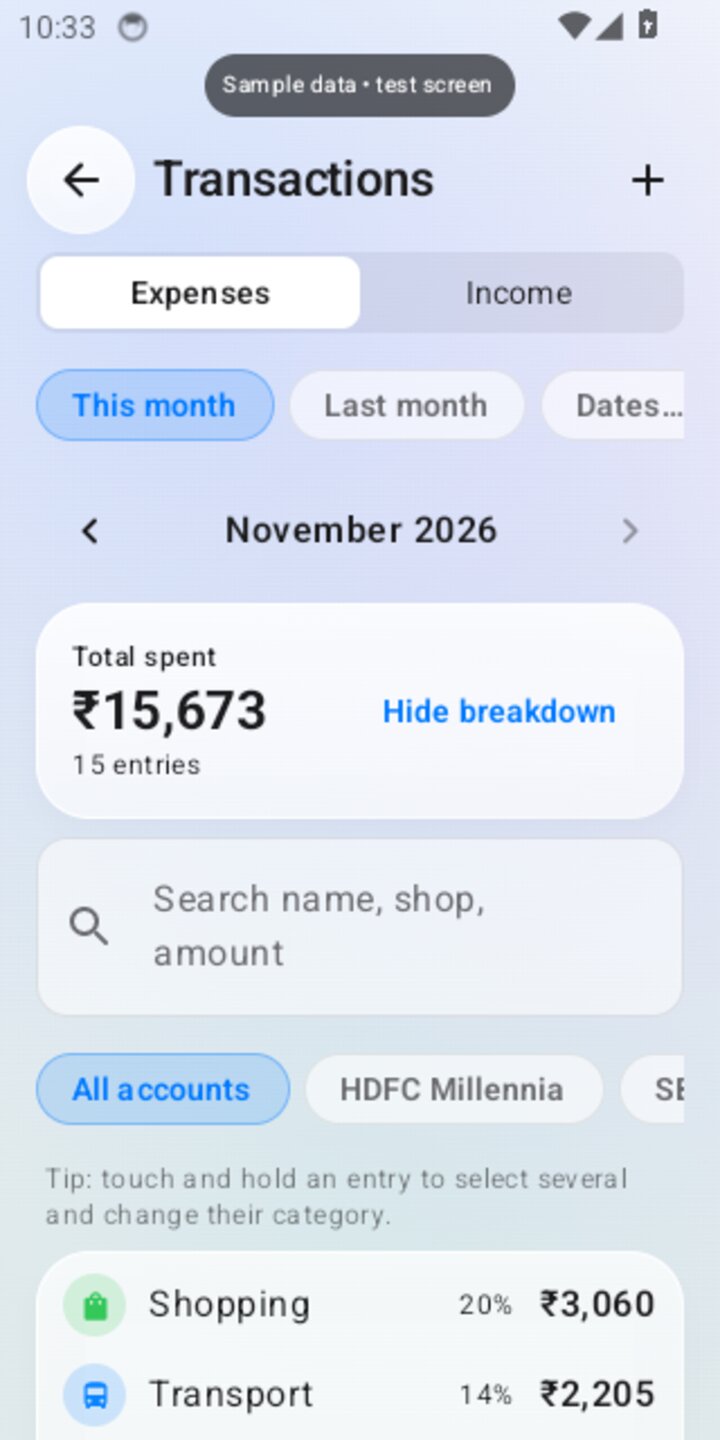 10:33
Sample data • test screen
Transactions
Expenses
Income
This month
Last month
Dates...
November 2026
Total spent
₹15,673
Hide breakdown
15 entries
Search name, shop,
amount
All accounts
HDFC Millennia
Tip: touch and hold an entry to select several
and change their category.
Shopping 20% ₹3,060
Transport 14% ₹2,205